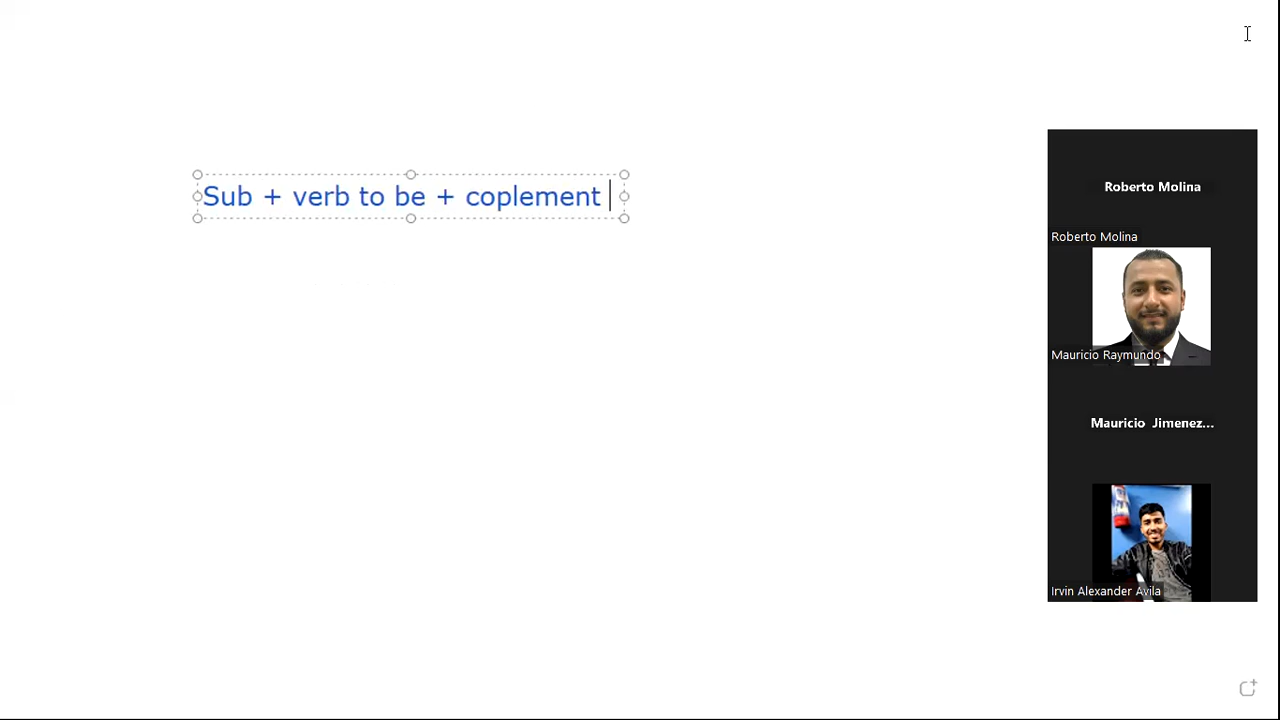 Sub + verb to be + coplement
Roberto Molina
Roberto Molina
Mauricio Raymundo
Mauricio Jimenez...
Irvin Alexander Avila